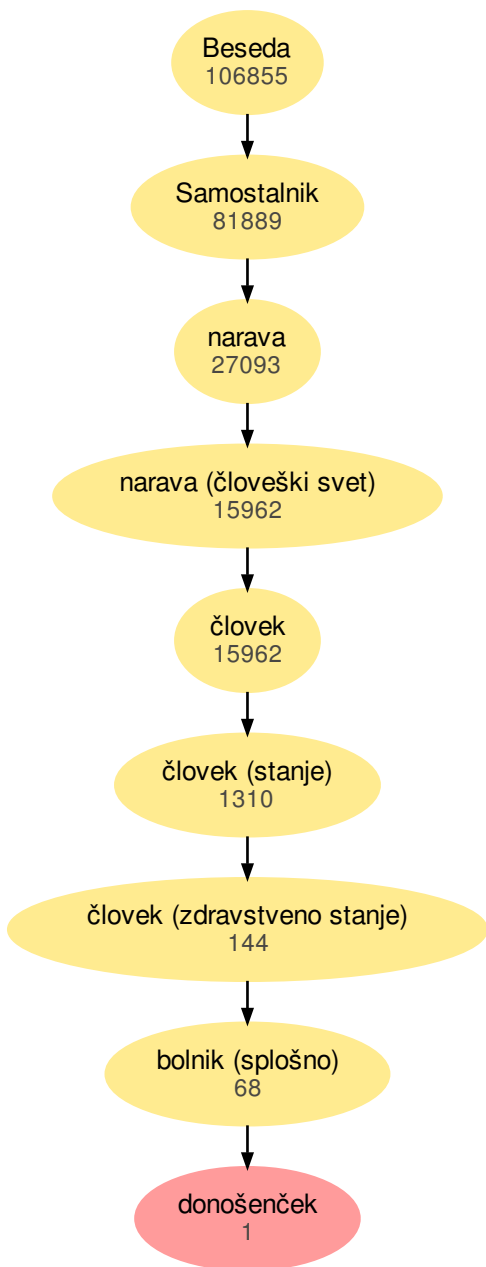 Beseda
106855
Samostalnik
81889
narava
27093
narava (človeški svet)
15962
človek
15962
človek (stanje)
1310
človek (zdravstveno stanje)
144
bolnik (splošno)
68
donošenček
1